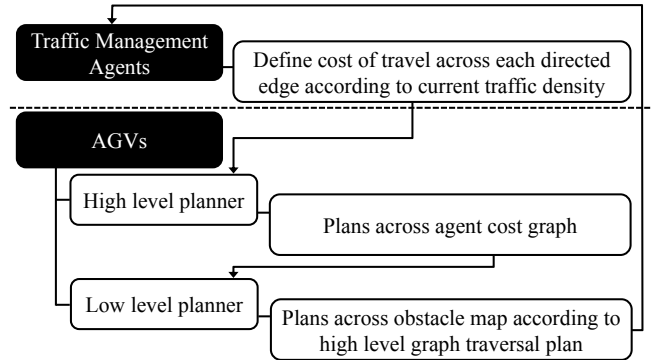 Traffic Management
Agents
Define cost of travel across each directed
edge according to current traffic density
AGVs
High level planner
Plans across agent cost graph
Low level planner
Plans across obstacle map according to
high level graph traversal plan